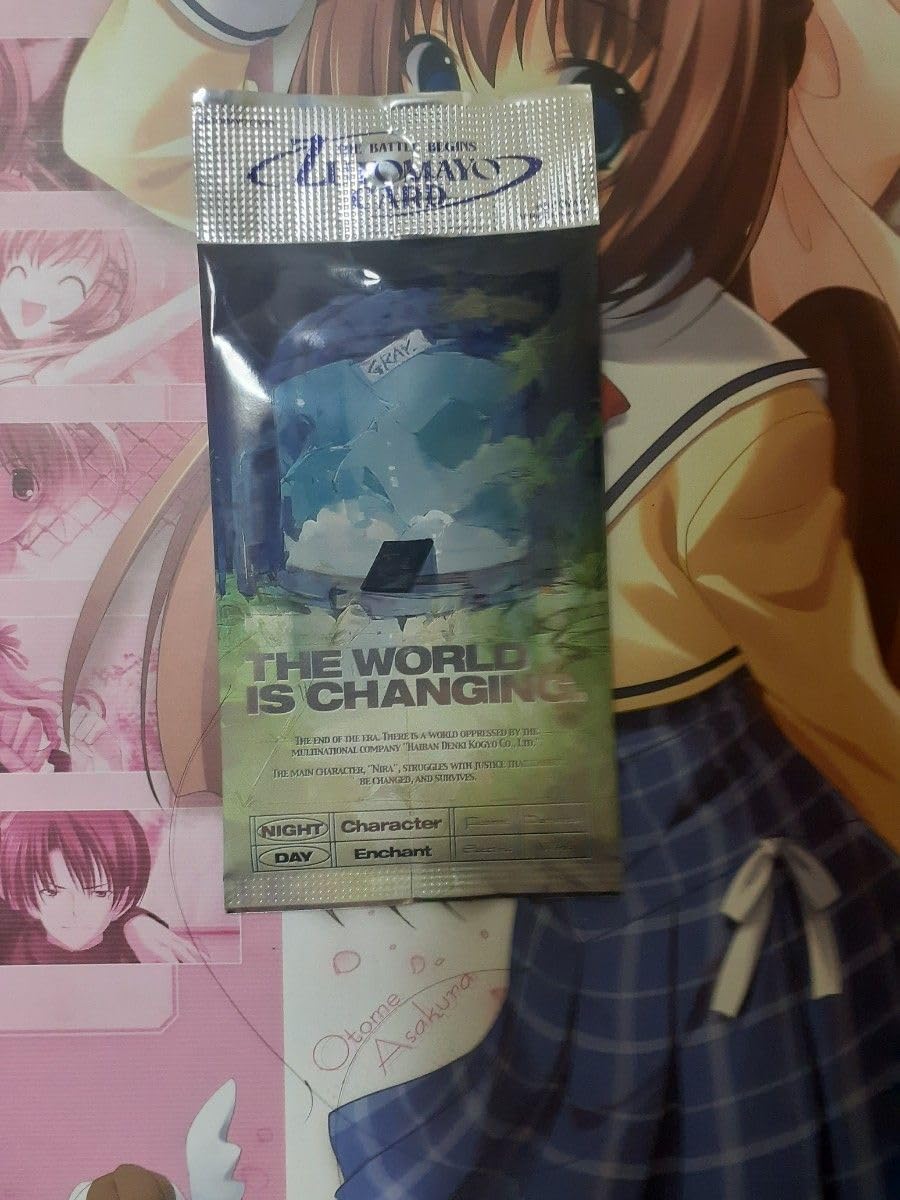 THE BATTLE BEGINS
ZUTOMAYO
CARD
GRAY.
THE WORLD
IS CHANGING.
THE END OF THE ERA. THERE IS A WORLD OPPRESSED BY THE
MULTINATIONAL COMPANY "HAIBAN DENKI KOGYO CO., LTD."
THE MAIN CHARACTER, "NIRA", STRUGGLES WITH JUSTICE THAT
BE CHANGED, AND SURVIVES.
NIGHT Character
DAY Enchant
Otome
Asakura